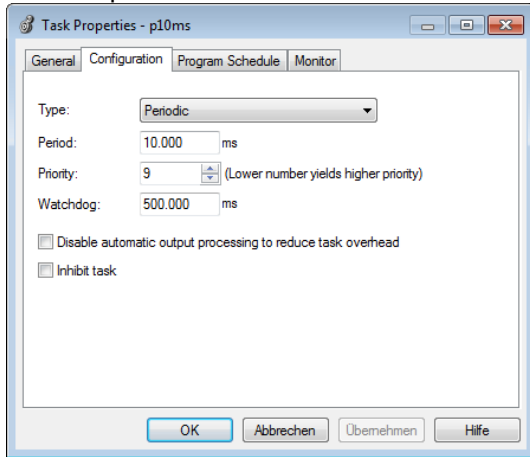 Task Properties - p10ms
General Configuration Program Schedule Monitor
Type: Periodic
Period: 10.000 ms
Priority: 9 (Lower number yields higher priority)
Watchdog: 500.000 ms
Disable automatic output processing to reduce task overhead
Inhibit task
OK Abbrechen Übernehmen Hilfe